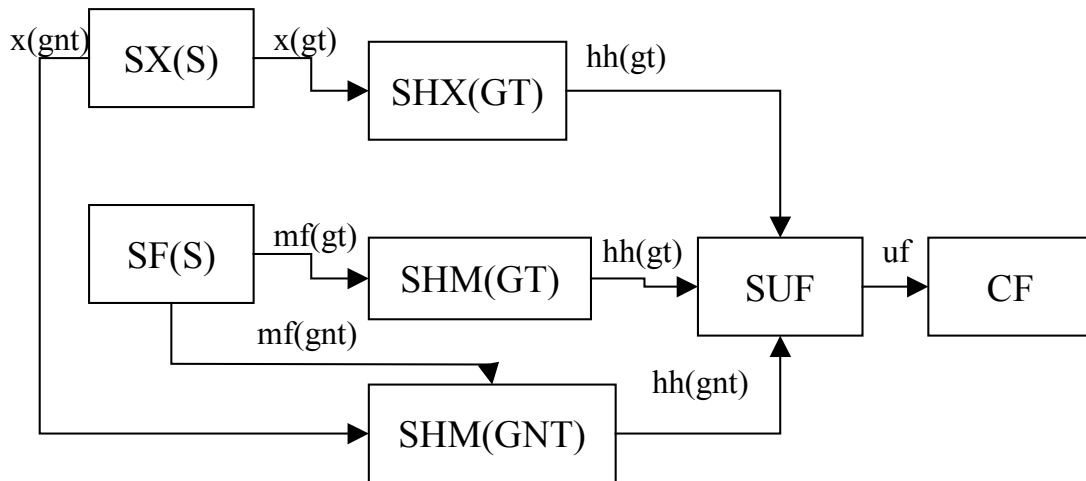 x(gnt)
SX(S)
x(gt)
SHX(GT)
hh(gt)
SF(S)
mf(gt)
SHM(GT)
hh(gt)
SUF
uf
CF
mf(gnt)
SHM(GNT)
hh(gnt)